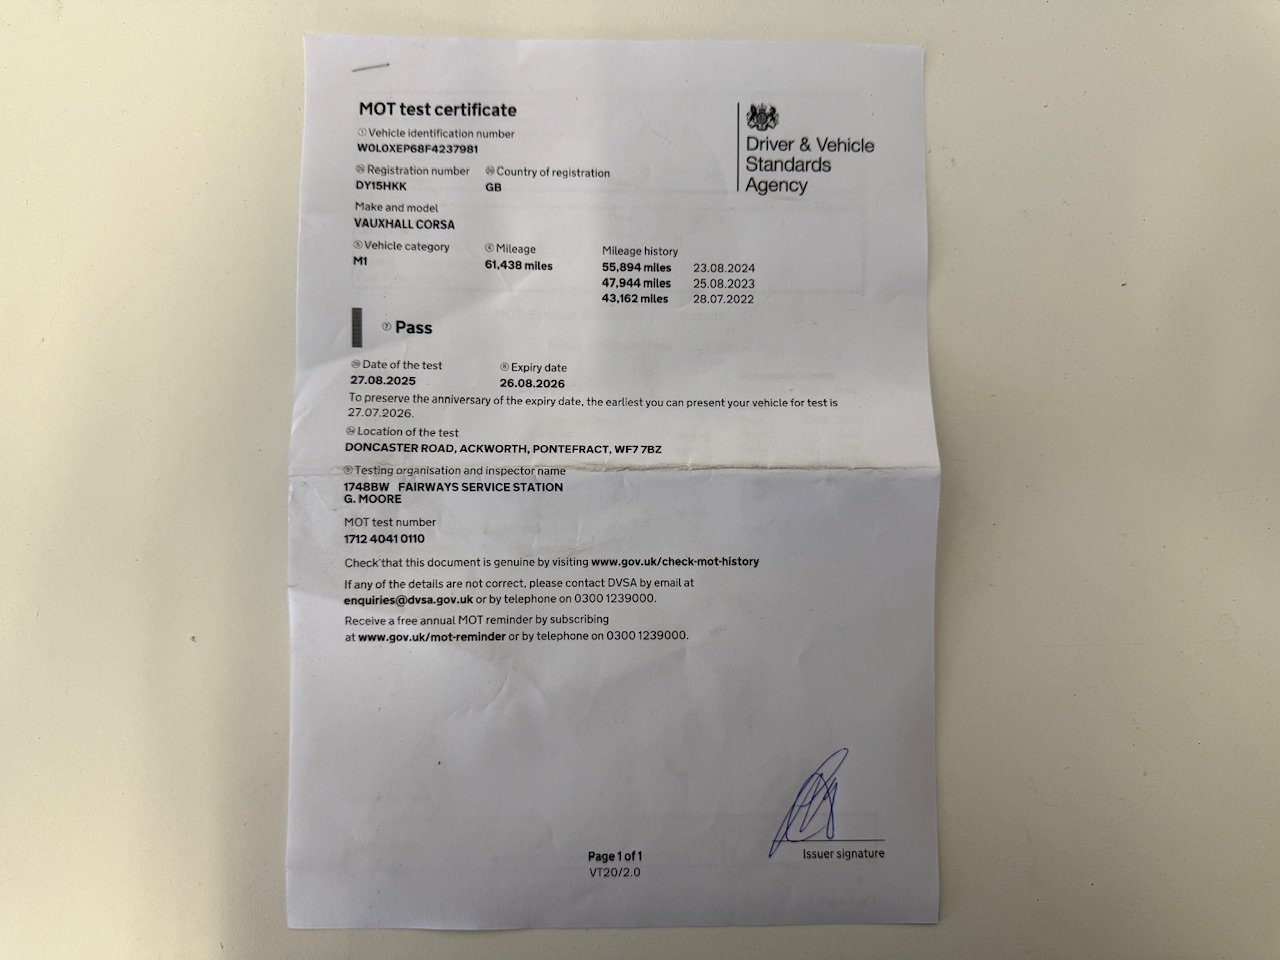 MOT test certificate
① Vehicle identification number
W0L0XEP68F4237981
Registration number Country of registration
DY15HKK GB
Make and model
VAUXHALL CORSA
⑤ Vehicle category ④ Mileage Mileage history
M1 61,438 miles 55,894 miles 23.08.2024
47,944 miles 25.08.2023
43,162 miles 28.07.2022
⑦ Pass
Date of the test ⑧ Expiry date
27.08.2025 26.08.2026
To preserve the anniversary of the expiry date, the earliest you can present your vehicle for test is
27.07.2026.
Location of the test
DONCASTER ROAD, ACKWORTH, PONTEFRACT, WF7 7BZ
⑨ Testing organisation and inspector name
1748BW FAIRWAYS SERVICE STATION
G. MOORE
MOT test number
1712 4041 0110
Check that this document is genuine by visiting www.gov.uk/check-mot-history
If any of the details are not correct, please contact DVSA by email at
enquiries@dvsa.gov.uk or by telephone on 0300 1239000.
Receive a free annual MOT reminder by subscribing
at www.gov.uk/mot-reminder or by telephone on 0300 1239000.
Driver & Vehicle
Standards
Agency
Issuer signature
Page 1 of 1
VT20/2.0